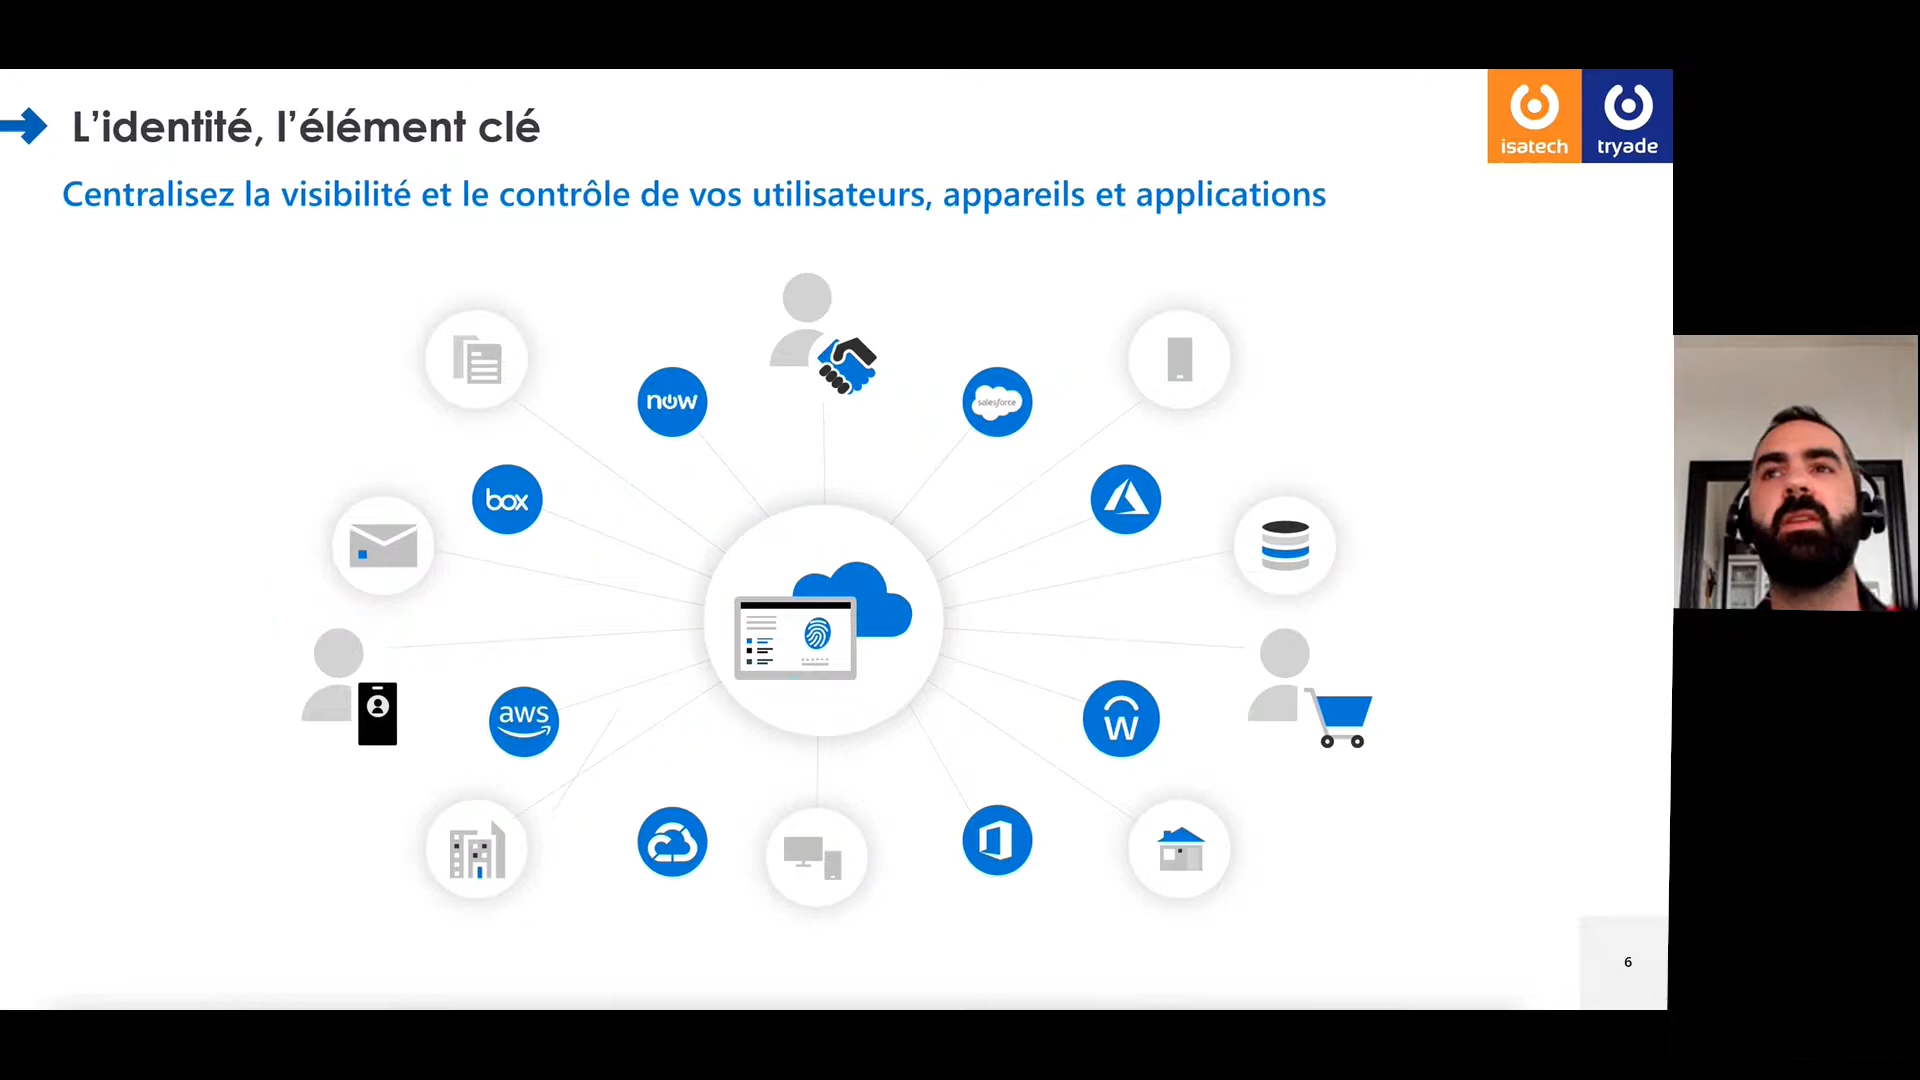 L'identité, l'élément clé
isatech
tryade
Centralisez la visibilité et le contrôle de vos utilisateurs, appareils et applications
now
salesforce
box
aws
W
6